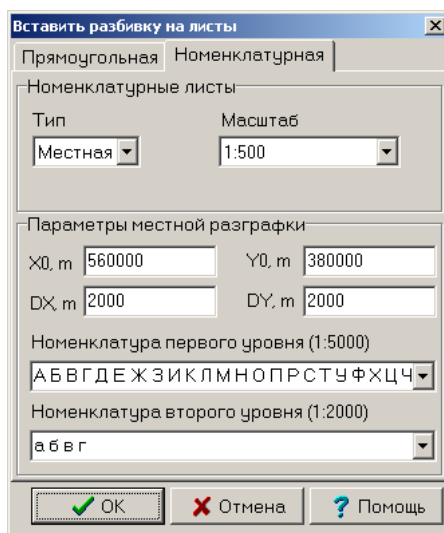 Вставить разбивку на листы
Прямоугольная Номенклатурная
Номенклатурные листы
Тип Масштаб
Местная 1:500
Параметры местной разграфки
X0, m 560000 Y0, m 380000
DX, m 2000 DY, m 2000
Номенклатура первого уровня (1:5000)
А Б В Г Д Е Ж З И К Л М Н О П Р С Т У Ф Х Ц Ч
Номенклатура второго уровня (1:2000)
а б в г
OK Отмена Помощь